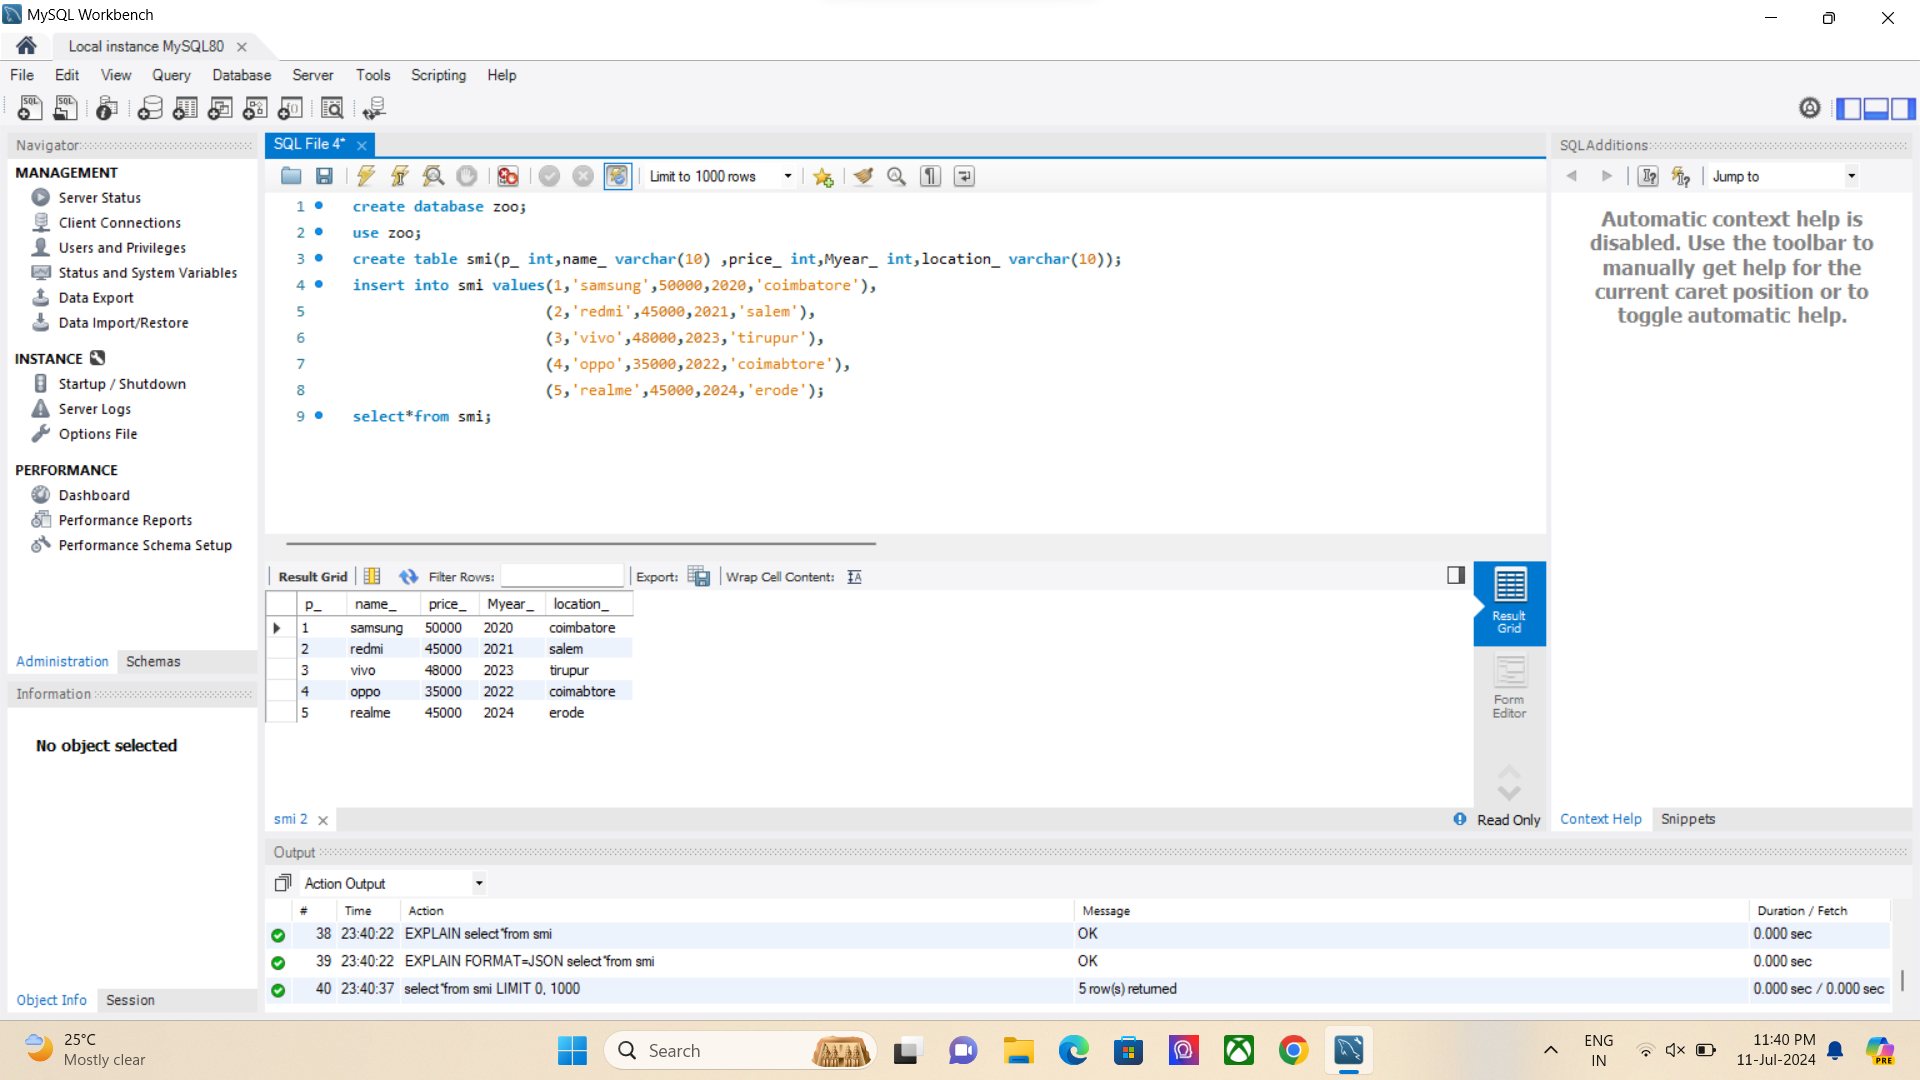 MySQL Workbench
Local instance MySQL80
File Edit View Query Database Server Tools Scripting Help
Navigator
MANAGEMENT
Server Status
Client Connections
Users and Privileges
Status and System Variables
Data Export
Data Import/Restore
INSTANCE
Startup / Shutdown
Server Logs
Options File
PERFORMANCE
Dashboard
Performance Reports
Performance Schema Setup
Administration Schemas
Information
No object selected
Object Info Session
SQL File 4*
Limit to 1000 rows
1 create database zoo;
2 use zoo;
3 create table smi(p_ int,name_ varchar(10) ,price_ int,Myear_ int,location_ varchar(10));
4 insert into smi values(1,'samsung',50000,2020,'coimbatore'),
5 (2,'redmi',45000,2021,'salem'),
6 (3,'vivo',48000,2023,'tirupur'),
7 (4,'oppo',35000,2022,'coimabtore'),
8 (5,'realme',45000,2024,'erode');
9 select*from smi;
Result Grid Filter Rows: Export: Wrap Cell Content:
p_ name_ price_ Myear_ location_
1 samsung 50000 2020 coimbatore
2 redmi 45000 2021 salem
3 vivo 48000 2023 tirupur
4 oppo 35000 2022 coimabtore
5 realme 45000 2024 erode
Result
Grid
Form
Editor
smi 2
Read Only
SQLAdditions
Jump to
Automatic context help is
disabled. Use the toolbar to
manually get help for the
current caret position or to
toggle automatic help.
Context Help Snippets
Output
Action Output
# Time Action Message Duration / Fetch
38 23:40:22 EXPLAIN select*from smi OK 0.000 sec
39 23:40:22 EXPLAIN FORMAT=JSON select*from smi OK 0.000 sec
40 23:40:37 select*from smi LIMIT 0, 1000 5 row(s) returned 0.000 sec / 0.000 sec
25°C
Mostly clear
Search
ENG
IN
11:40 PM
11-Jul-2024
PRE